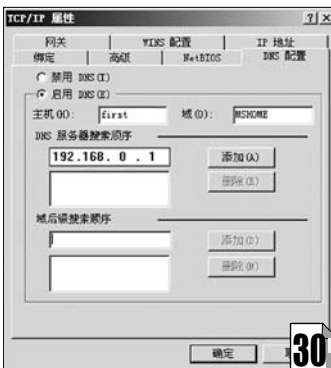 TCP/IP 属性
网关 WINS 配置 IP 地址
绑定 高级 NetBIOS DNS 配置
禁用 DNS(I)
启用 DNS(E)
主机(H): first 域(O): MSHOME
DNS 服务器搜索顺序
192.168. 0 . 1 添加(A)
删除(R)
域后缀搜索顺序
添加(D)
删除(M)
确定
30